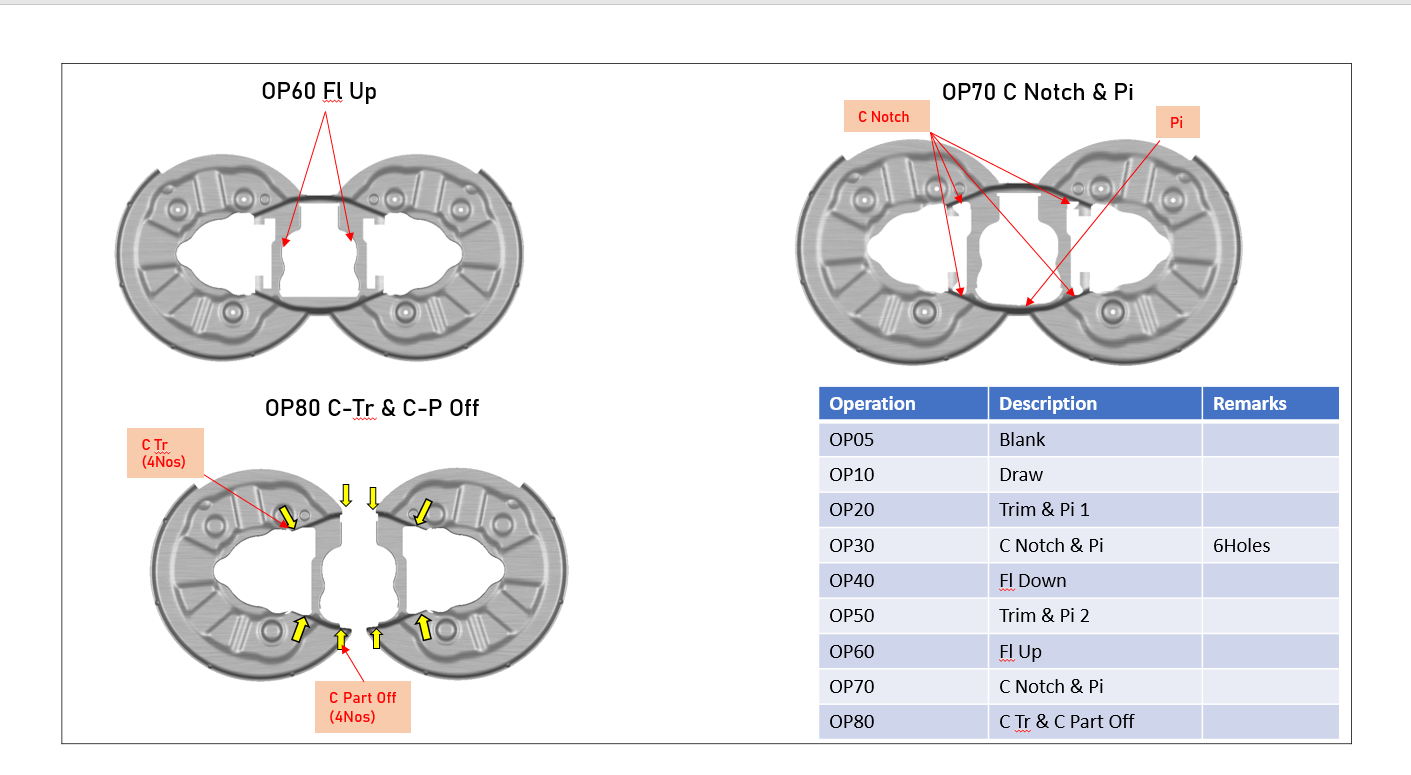 OP60 Fl Up
OP70 C Notch & Pi
C Notch
Pi
OP80 C-Tr & C-P Off
C Tr
(4Nos)
C Part Off
(4Nos)
Operation Description Remarks
OP05 Blank
OP10 Draw
OP20 Trim & Pi 1
OP30 C Notch & Pi 6Holes
OP40 Fl Down
OP50 Trim & Pi 2
OP60 Fl Up
OP70 C Notch & Pi
OP80 C Tr & C Part Off